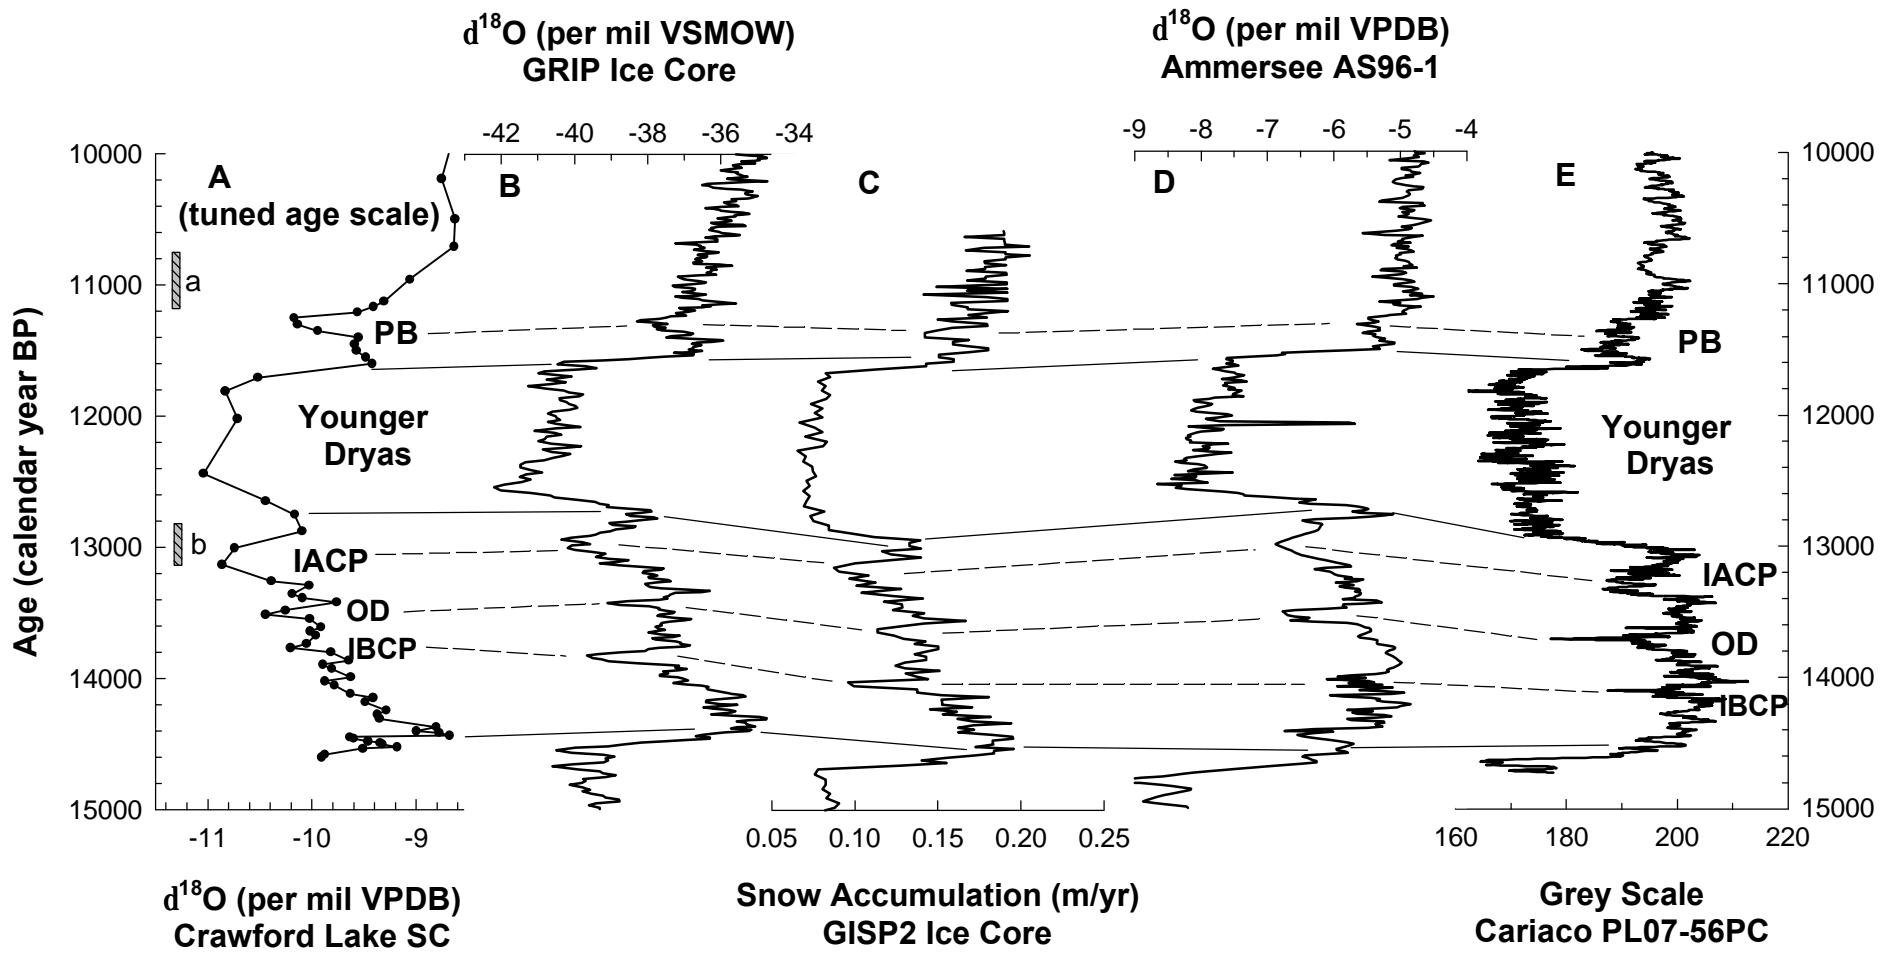 d18O (per mil VSMOW)
GRIP Ice Core
d18O (per mil VPDB)
Ammersee AS96-1
-42 -40 -38 -36 -34
-9 -8 -7 -6 -5 -4
10000
11000
12000
13000
14000
15000
Age (calendar year BP)
A
(tuned age scale)
B
C
D
E
a
b
PB
Younger
Dryas
IACP
OD
IBCP
PB
Younger
Dryas
IACP
OD
IBCP
10000
11000
12000
13000
14000
15000
-11 -10 -9
0.05 0.10 0.15 0.20 0.25
160 180 200 220
d18O (per mil VPDB)
Crawford Lake SC
Snow Accumulation (m/yr)
GISP2 Ice Core
Grey Scale
Cariaco PL07-56PC